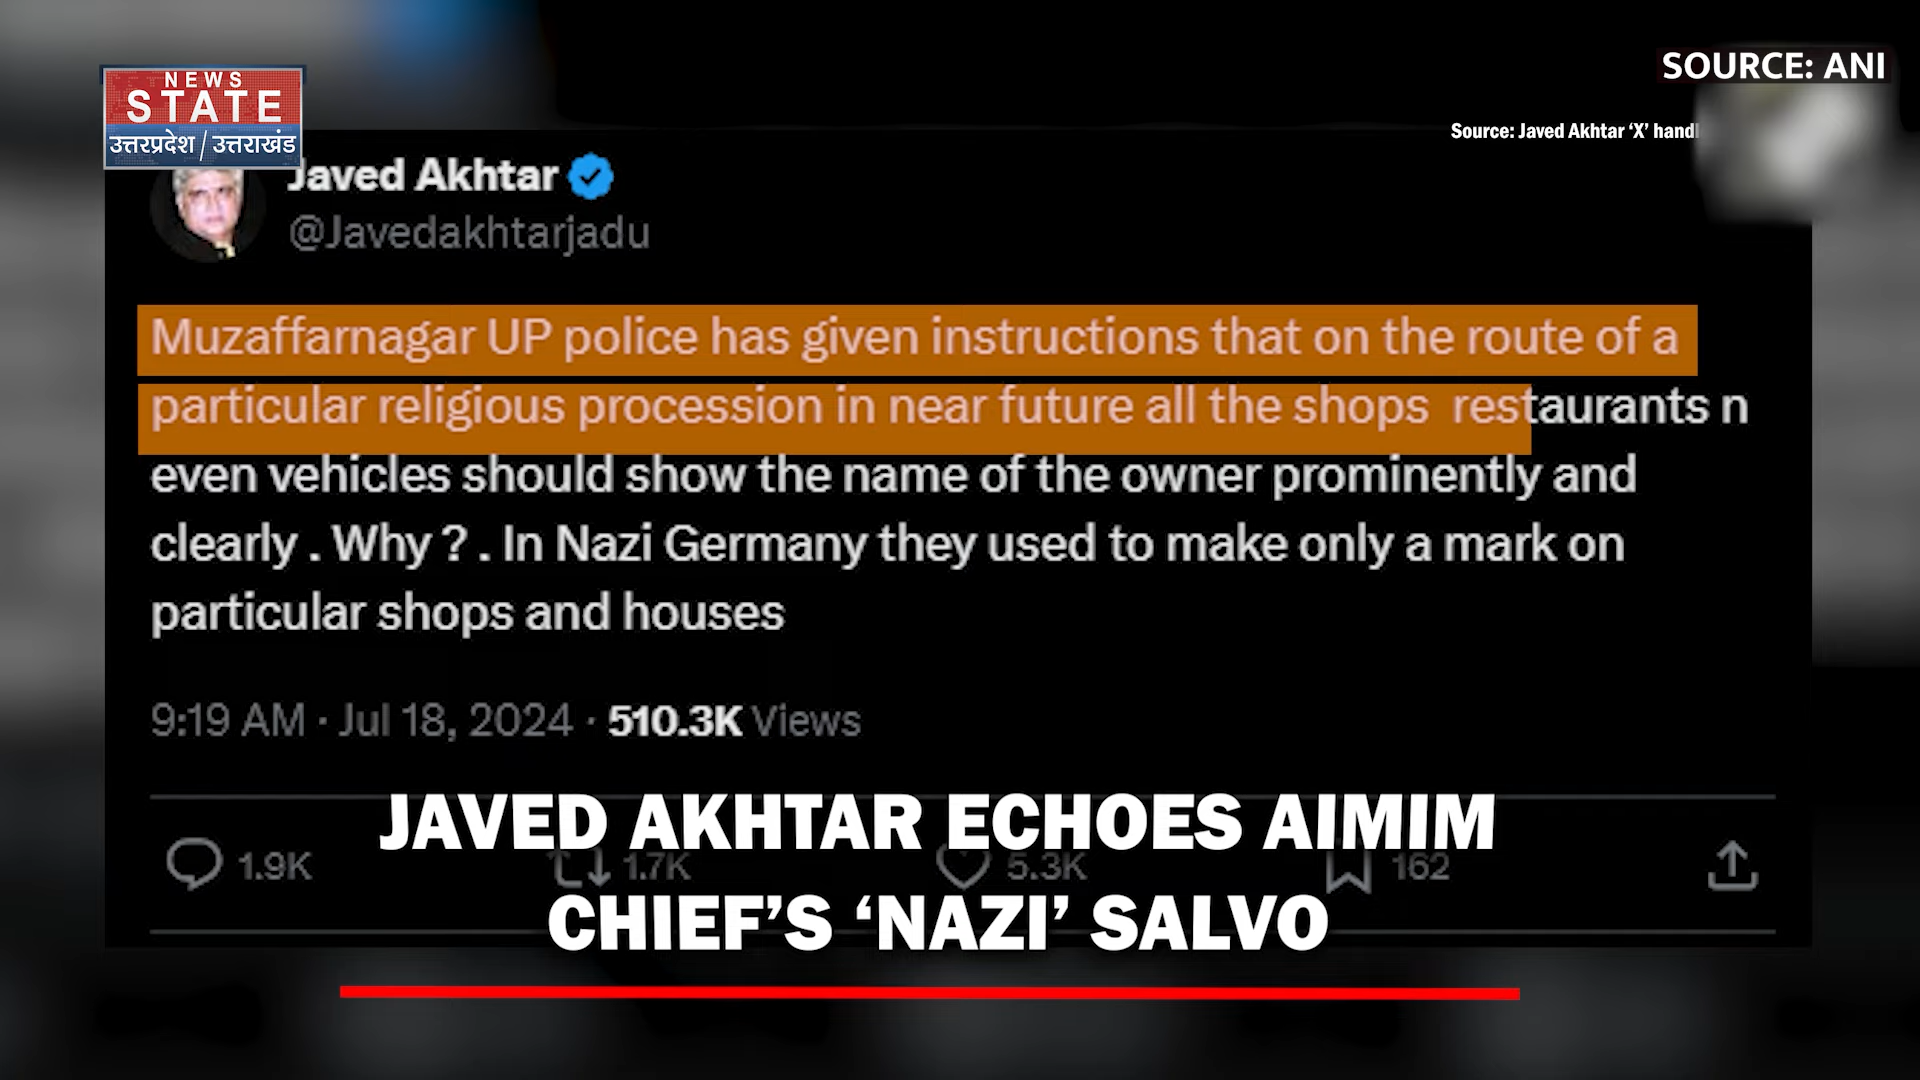 NEWS
STATE
उत्तरप्रदेश / उत्तराखंड
SOURCE: ANI
Source: Javed Akhtar ‘X’ handl
Javed Akhtar
@Javedakhtarjadu
Muzaffarnagar UP police has given instructions that on the route of a
particular religious procession in near future all the shops restaurants n
even vehicles should show the name of the owner prominently and
clearly . Why ? . In Nazi Germany they used to make only a mark on
particular shops and houses
9:19 AM · Jul 18, 2024 · 510.3K Views
1.9K 1.7K 5.3K 162
JAVED AKHTAR ECHOES AIMIM
CHIEF’S ‘NAZI’ SALVO